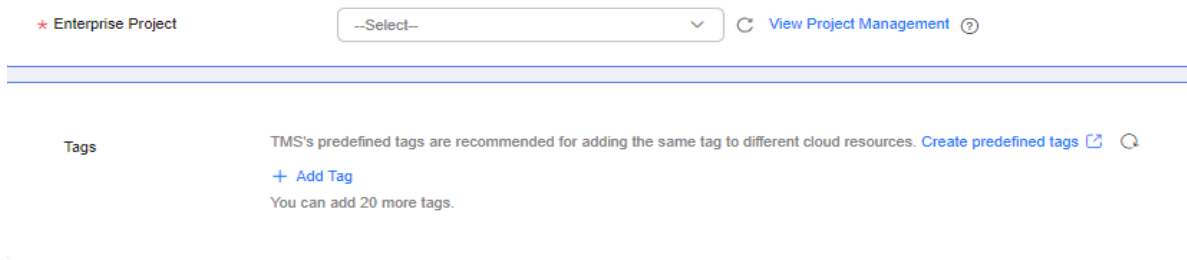 * Enterprise Project --Select-- View Project Management ?
Tags TMS's predefined tags are recommended for adding the same tag to different cloud resources. Create predefined tags
+ Add Tag
You can add 20 more tags.